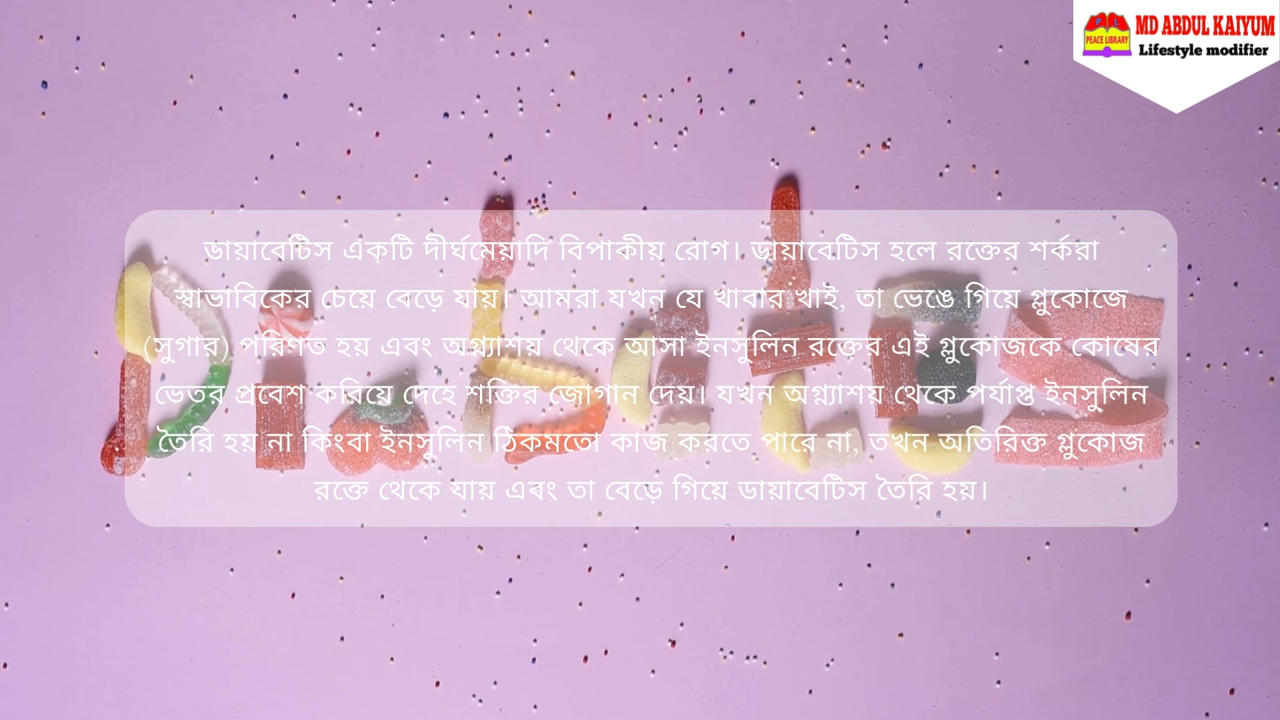 MD ABDUL KAIYUM
PEACE LIBRARY
Lifestyle modifier
ডায়াবেটিস একটি দীর্ঘমেয়াদি বিপাকীয় রোগ। ডায়াবেটিস হলে রক্তের শর্করা
স্বাভাবিকের চেয়ে বেড়ে যায়। আমরা যখন যে খাবার খাই, তা ভেঙে গিয়ে গ্লুকোজে
(সুগার) পরিণত হয় এবং অগ্ন্যাশয় থেকে আসা ইনসুলিন রক্তের এই গ্লুকোজকে কোষের
ভেতর প্রবেশ করিয়ে দেহে শক্তির জোগান দেয়। যখন অগ্ন্যাশয় থেকে পর্যাপ্ত ইনসুলিন
তৈরি হয় না কিংবা ইনসুলিন ঠিকমতো কাজ করতে পারে না, তখন অতিরিক্ত গ্লুকোজ
রক্তে থেকে যায় এবং তা বেড়ে গিয়ে ডায়াবেটিস তৈরি হয়।
Diabetes